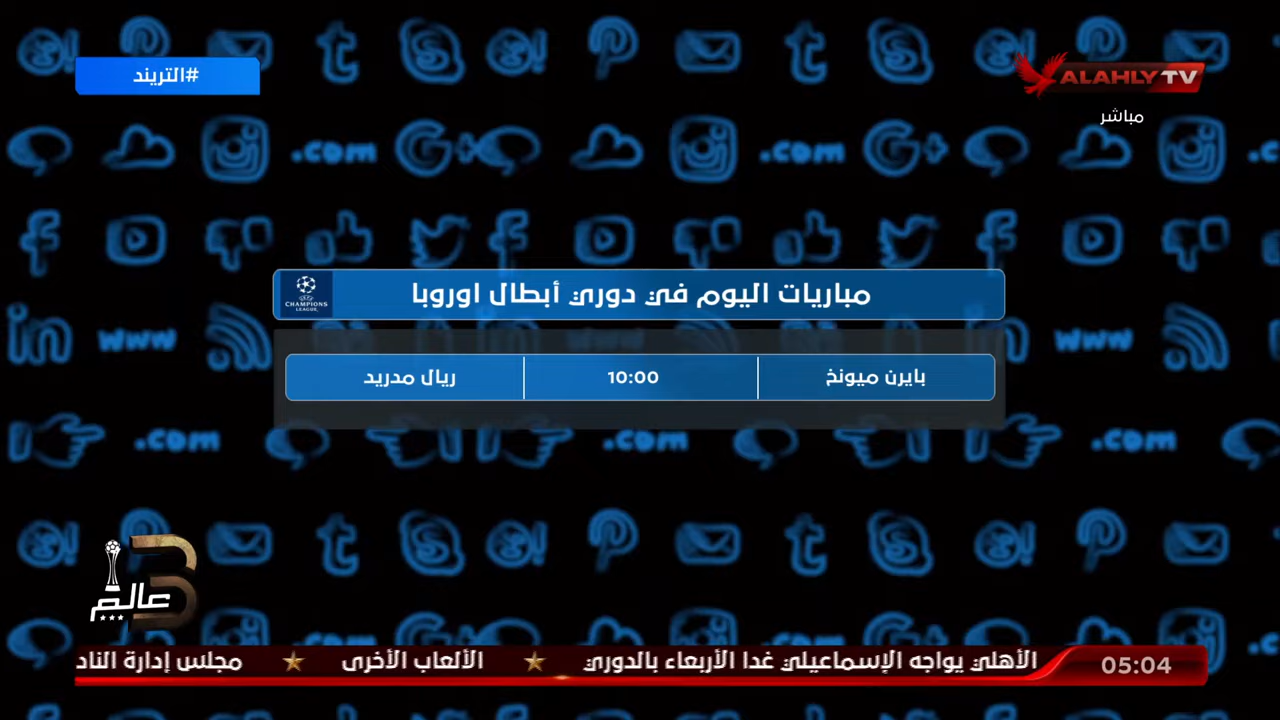 #التريند
ALAHLY TV
مباشر
مباريات اليوم في دوري أبطال اوروبا
CHAMPIONS
LEAGUE
بايرن ميونخ
10:00
ريال مدريد
3 عالم
05:04
الأهلي يواجه الإسماعيلي غدا الأربعاء بالدوري ★ الألعاب الأخرى ★ مجلس إدارة الناد